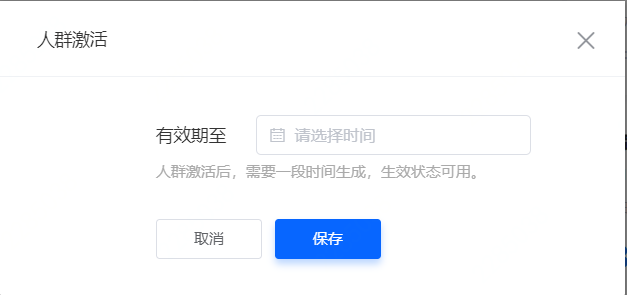 人群激活
有效期至 请选择时间
人群激活后，需要一段时间生成，生效状态可用。
取消 保存